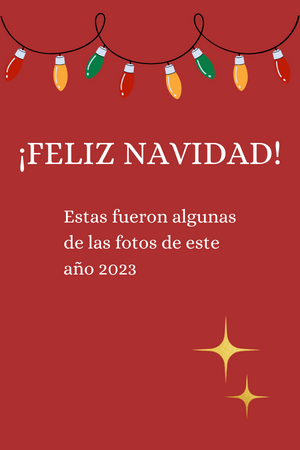 ¡FELIZ NAVIDAD!
Estas fueron algunas
de las fotos de este
año 2023